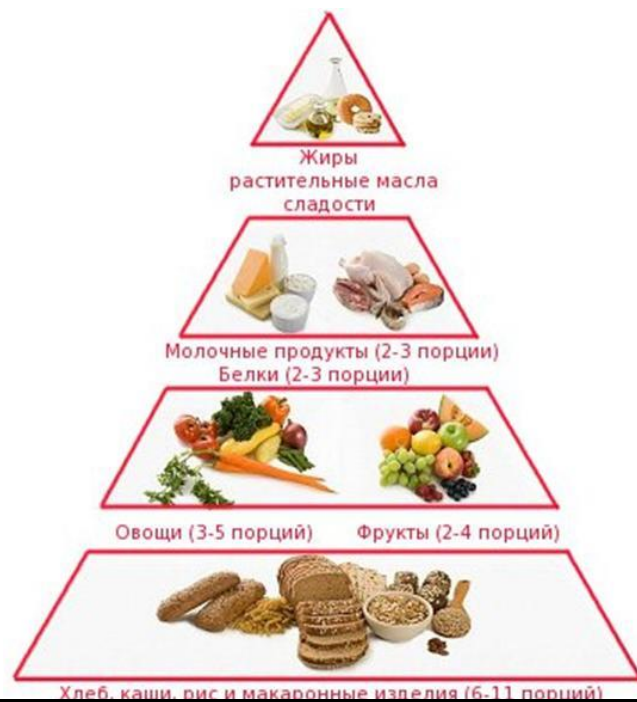 Жиры
растительные масла
сладости
Молочные продукты (2-3 порции)
Белки (2-3 порции)
Овощи (3-5 порций)
Фрукты (2-4 порции)
Хлеб, каши, рис и макаронные изделия (6-11 порций)